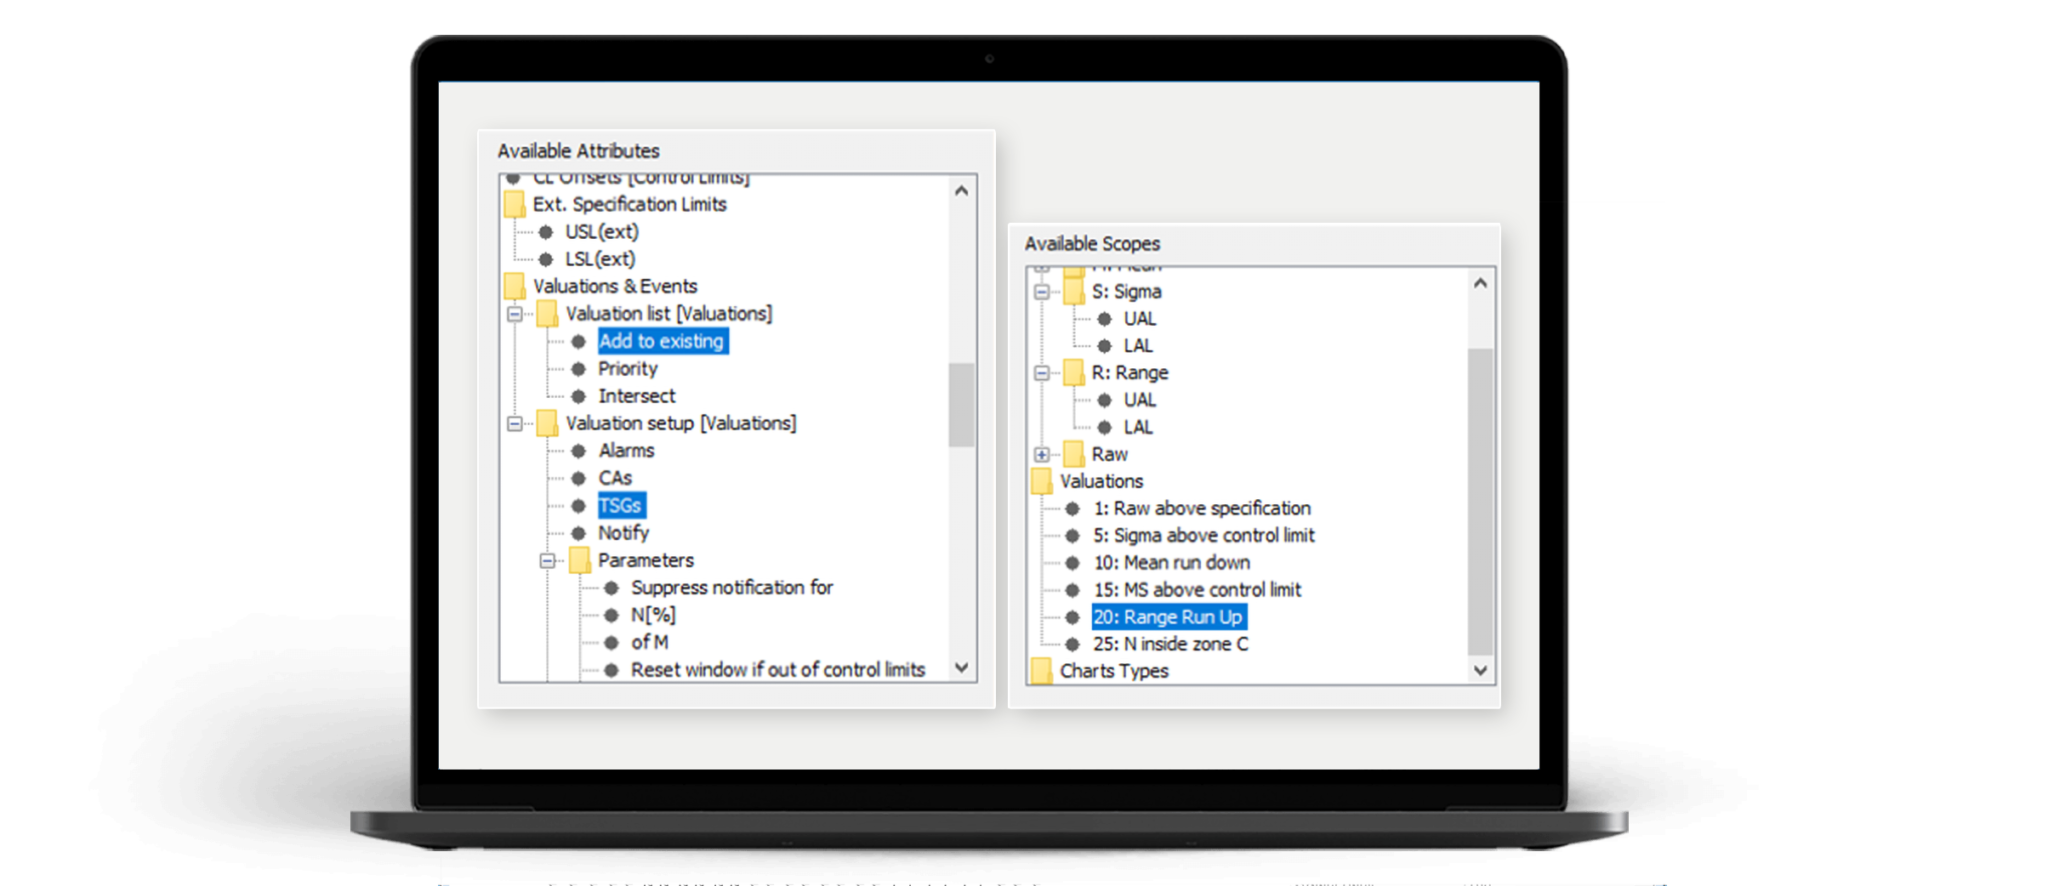 Available Attributes
CL Offsets [Control Limits]
Ext. Specification Limits
USL(ext)
LSL(ext)
Valuations & Events
Valuation list [Valuations]
Add to existing
Priority
Intersect
Valuation setup [Valuations]
Alarms
CAs
TSGs
Notify
Parameters
Suppress notification for
N[%]
of M
Reset window if out of control limits
Available Scopes
S: Sigma
UAL
LAL
R: Range
UAL
LAL
Raw
Valuations
1: Raw above specification
5: Sigma above control limit
10: Mean run down
15: MS above control limit
20: Range Run Up
25: N inside zone C
Charts Types